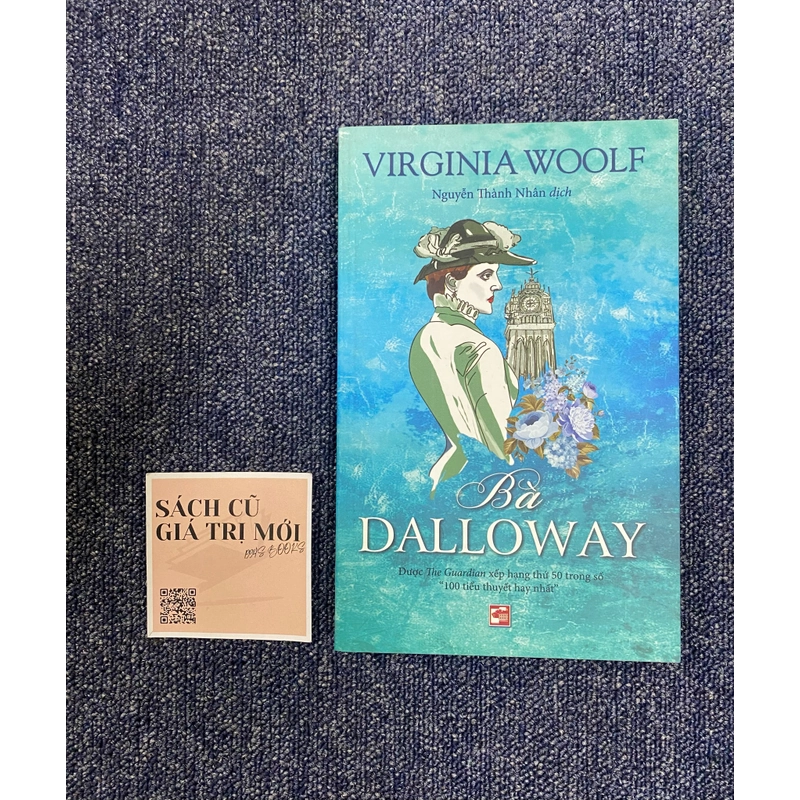 VIRGINIA WOOLF
Nguyễn Thành Nhân dịch
Bà
DALLOWAY
Được The Guardian xếp hạng thứ 50 trong số
"100 tiểu thuyết hay nhất"
SÁCH CŨ
GIÁ TRỊ MỚI
BOOKS